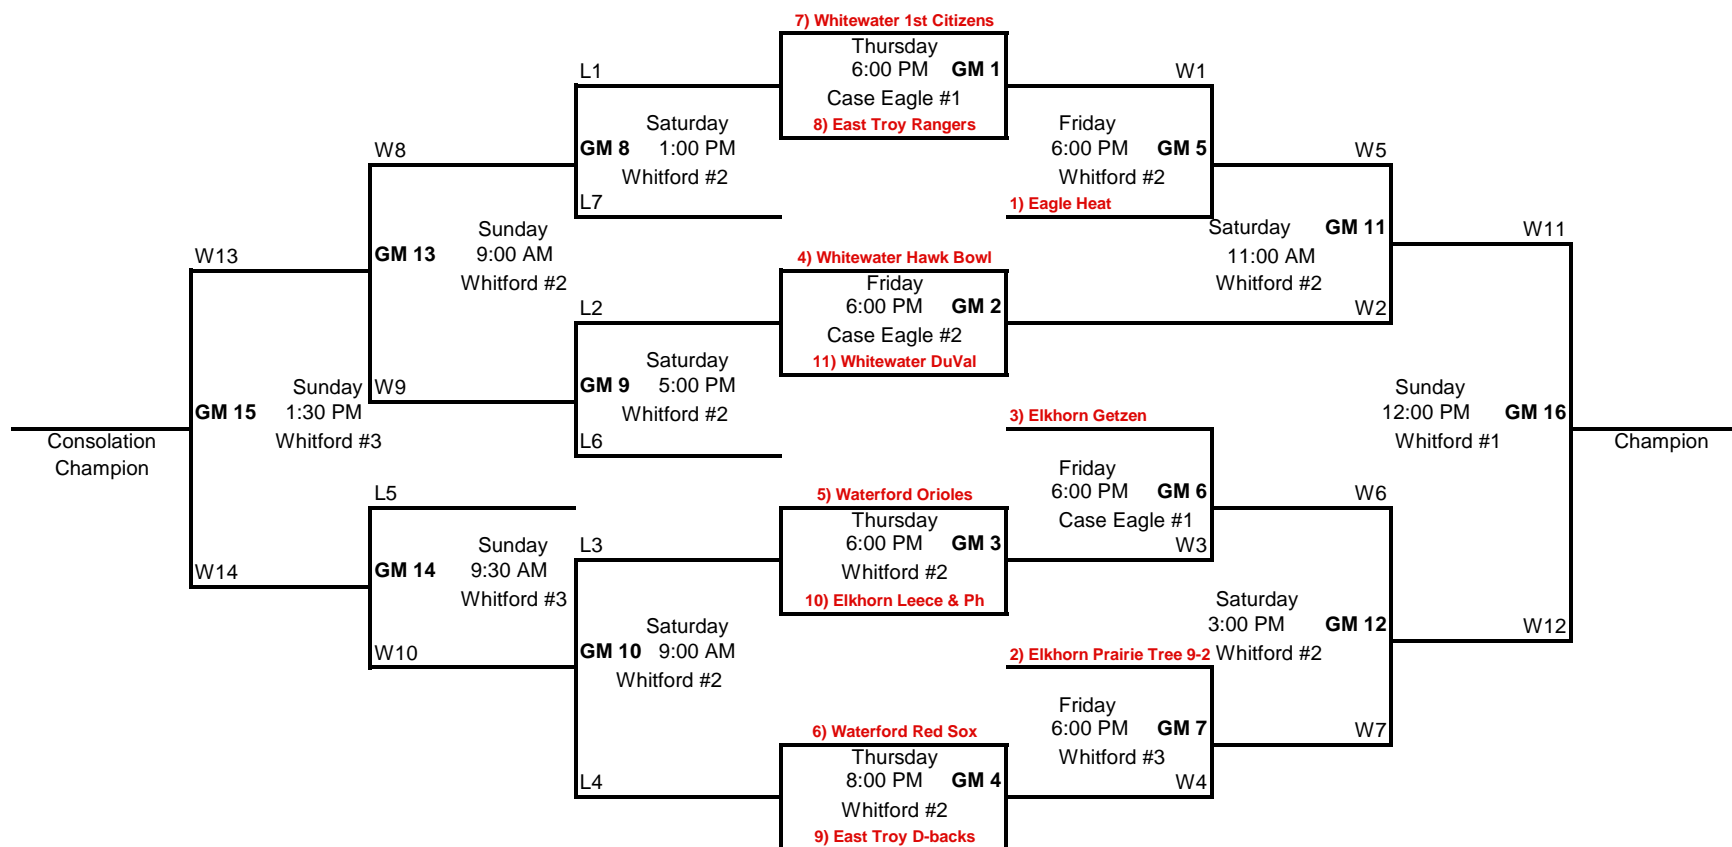 7) Whitewater 1st Citizens
Thursday
L1 6:00 PM GM 1 W1
Case Eagle #1
Saturday 8) East Troy Rangers Friday
W8 GM 8 1:00 PM 6:00 PM GM 5 W5
Whitford #2 Whitford #2
L7 1) Eagle Heat
Sunday Saturday GM 11 W11
W13 GM 13 9:00 AM 4) Whitewater Hawk Bowl 11:00 AM
Whitford #2 Friday Whitford #2
L2 6:00 PM GM 2 W2
Case Eagle #2
Saturday 11) Whitewater DuVal
Sunday W9 GM 9 5:00 PM Sunday
GM 15 1:30 PM Whitford #2 3) Elkhorn Getzen 12:00 PM GM 16
Consolation Whitford #3 L6 Whitford #1 Champion
Champion Friday
L5 5) Waterford Orioles 6:00 PM GM 6 W6
Thursday Case Eagle #1
Sunday L3 6:00 PM GM 3 W3
W14 GM 14 9:30 AM Whitford #2
Whitford #3 10) Elkhorn Leece & Ph Saturday
Saturday 3:00 PM GM 12 W12
W10 GM 10 9:00 AM 2) Elkhorn Prairie Tree 9-2 Whitford #2
Whitford #2
Friday
6) Waterford Red Sox 6:00 PM GM 7 W7
Thursday Whitford #3
L4 8:00 PM GM 4 W4
Whitford #2
9) East Troy D-backs